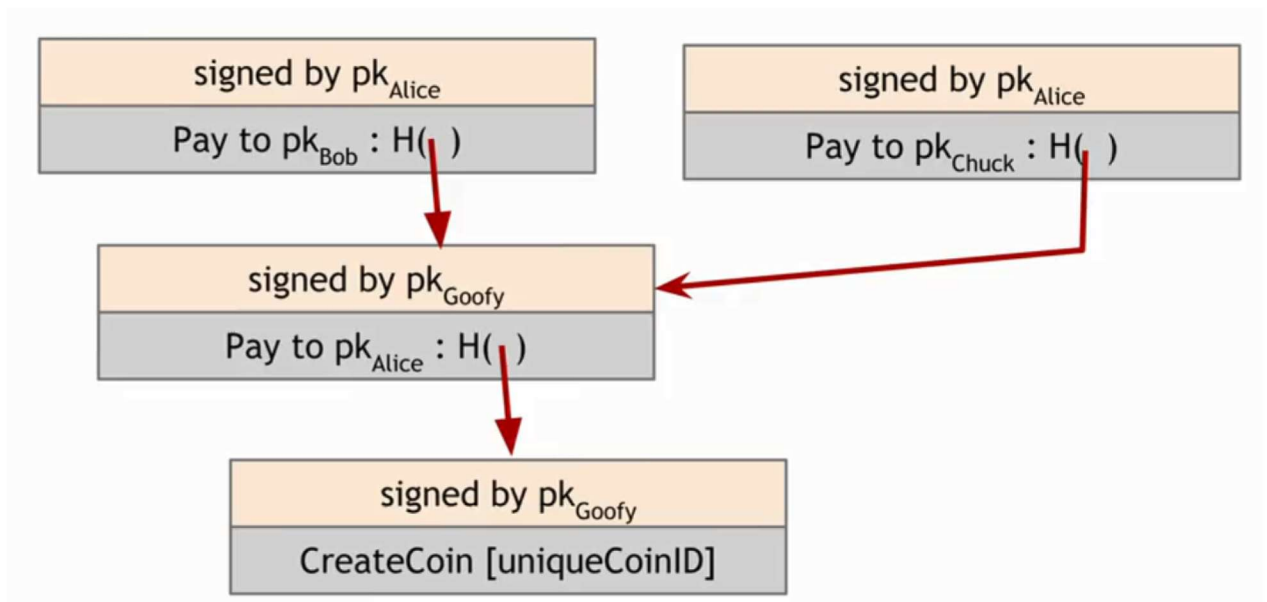 signed by pkAlice
Pay to pkBob : H( )
signed by pkAlice
Pay to pkChuck : H( )
signed by pkGoofy
Pay to pkAlice : H( )
signed by pkGoofy
CreateCoin [uniqueCoinID]